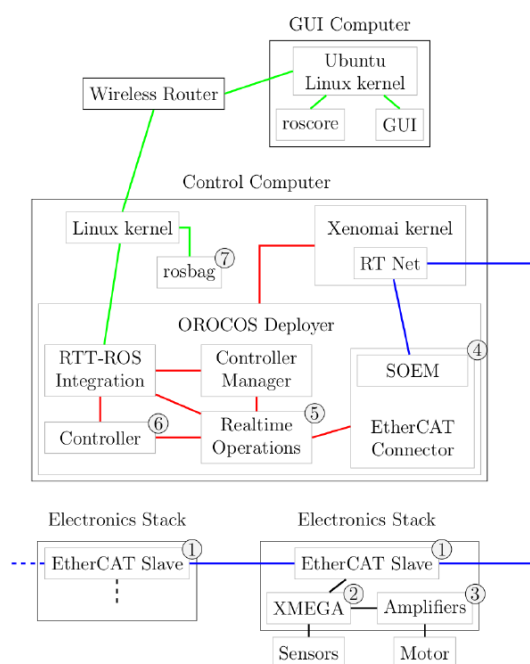 GUI Computer
Ubuntu
Linux kernel
Wireless Router
roscore
GUI
Control Computer
Linux kernel
Xenomai kernel
7
rosbag
RT Net
OROCOS Deployer
4
RTT-ROS
Integration
Controller
Manager
SOEM
6
5
Controller
Realtime
Operations
EtherCAT
Connector
Electronics Stack
Electronics Stack
1
EtherCAT Slave
1
EtherCAT Slave
2
XMEGA
3
Amplifiers
Sensors
Motor